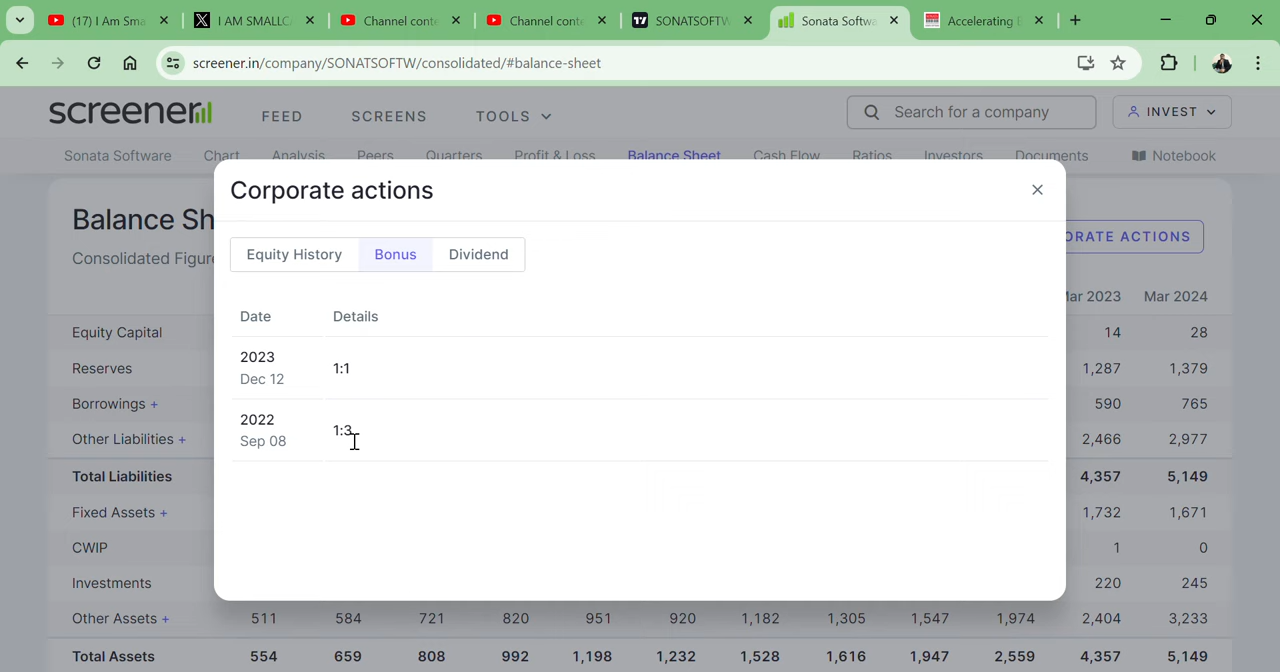 (17) I Am Sma
I AM SMALLC
Channel conte
Channel conte
SONATSOFTW
Sonata Softwa
Accelerating
screener.in/company/SONATSOFTW/consolidated/#balance-sheet
screener
FEED
SCREENS
TOOLS
Search for a company
INVEST
Sonata Software
Chart
Analysis
Peers
Quarters
Profit & Loss
Balance Sheet
Cash Flow
Ratios
Investors
Documents
Notebook
Corporate actions
Balance Sh
Consolidated Figure
ORATE ACTIONS
Equity History
Bonus
Dividend
Date Details
2023
Dec 12
1:1
2022
Sep 08
1:3
Mar 2023 Mar 2024
Equity Capital 14 28
Reserves 1,287 1,379
Borrowings + 590 765
Other Liabilities + 2,466 2,977
Total Liabilities 4,357 5,149
Fixed Assets + 1,732 1,671
CWIP 1 0
Investments 220 245
Other Assets + 511 584 721 820 951 920 1,182 1,305 1,547 1,974 2,404 3,233
Total Assets 554 659 808 992 1,198 1,232 1,528 1,616 1,947 2,559 4,357 5,149